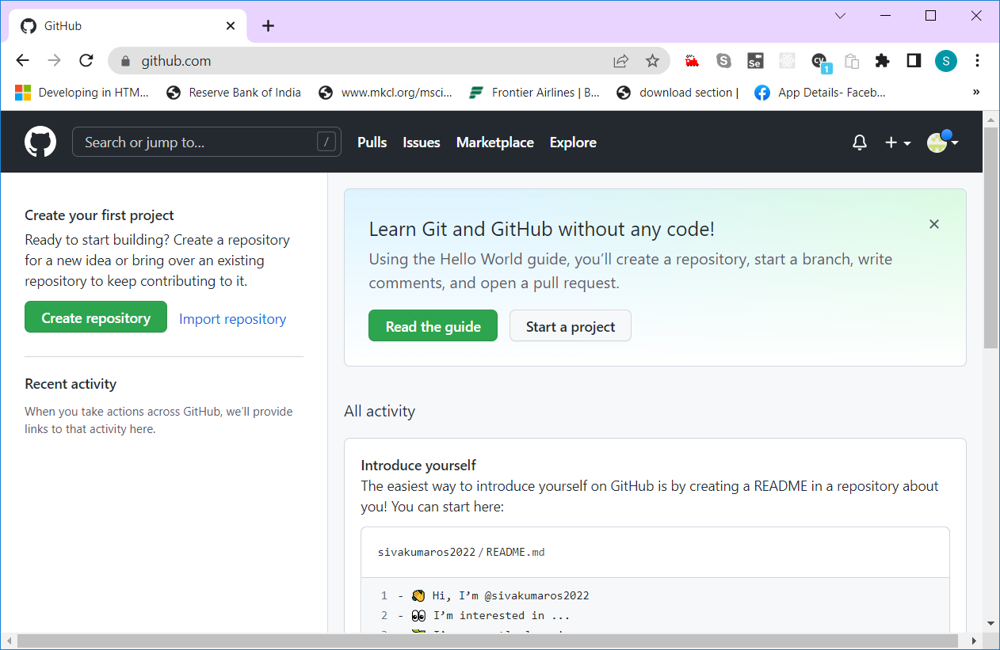 GitHub
github.com
Se
cy
1
S
Developing in HTM...
Reserve Bank of India
www.mkcl.org/msci...
Frontier Airlines | B...
download section |
App Details- Faceb...
»
Search or jump to...
/
Pulls
Issues
Marketplace
Explore
Create your first project
Ready to start building? Create a repository
for a new idea or bring over an existing
repository to keep contributing to it.
Create repository
Import repository
Recent activity
When you take actions across GitHub, we’ll provide
links to that activity here.
Learn Git and GitHub without any code!
Using the Hello World guide, you’ll create a repository, start a branch, write
comments, and open a pull request.
Read the guide
Start a project
All activity
Introduce yourself
The easiest way to introduce yourself on GitHub is by creating a README in a repository about
you! You can start here:
sivakumaros2022/README.md
1 - 👋 Hi, I’m @sivakumaros2022
2 - 👀 I’m interested in ...